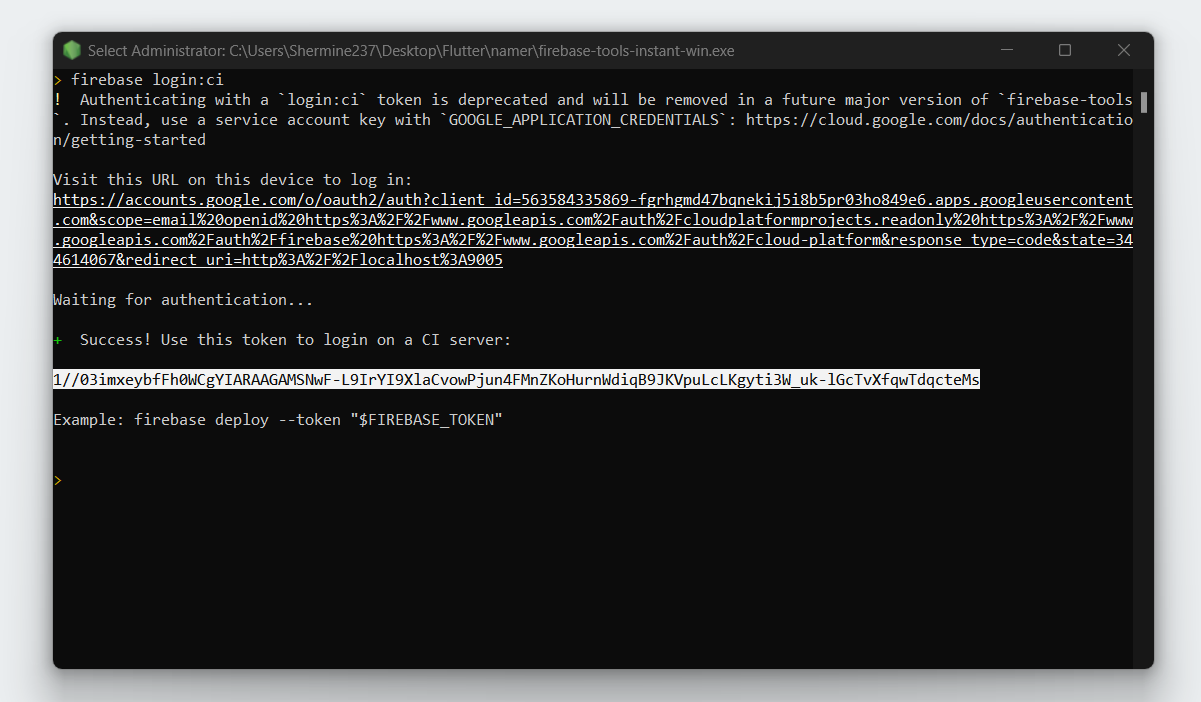 Select Administrator: C:\Users\Shermine237\Desktop\Flutter\namer\firebase-tools-instant-win.exe
> firebase login:ci
!  Authenticating with a `login:ci` token is deprecated and will be removed in a future major version of `firebase-tools
`. Instead, use a service account key with `GOOGLE_APPLICATION_CREDENTIALS`: https://cloud.google.com/docs/authenticatio
n/getting-started
Visit this URL on this device to log in:
https://accounts.google.com/o/oauth2/auth?client_id=563584335869-fgrhgmd47bqnekij5i8b5pr03ho849e6.apps.googleusercontent
.com&scope=email%20openid%20https%3A%2F%2Fwww.googleapis.com%2Fauth%2Fcloudplatformprojects.readonly%20https%3A%2F%2Fwww
.googleapis.com%2Fauth%2Ffirebase%20https%3A%2F%2Fwww.googleapis.com%2Fauth%2Fcloud-platform&response_type=code&state=34
4614067&redirect_uri=http%3A%2F%2Flocalhost%3A9005
Waiting for authentication...
+  Success! Use this token to login on a CI server:
1//03imxeybfFh0WCgYIARAAGAMSNwF-L9IrYI9XlaCvowPjun4FMnZKoHurnWdiqB9JKVpuLcLKgyti3W_uk-lGcTvXfqwTdqcteMs
Example: firebase deploy --token "$FIREBASE_TOKEN"
>